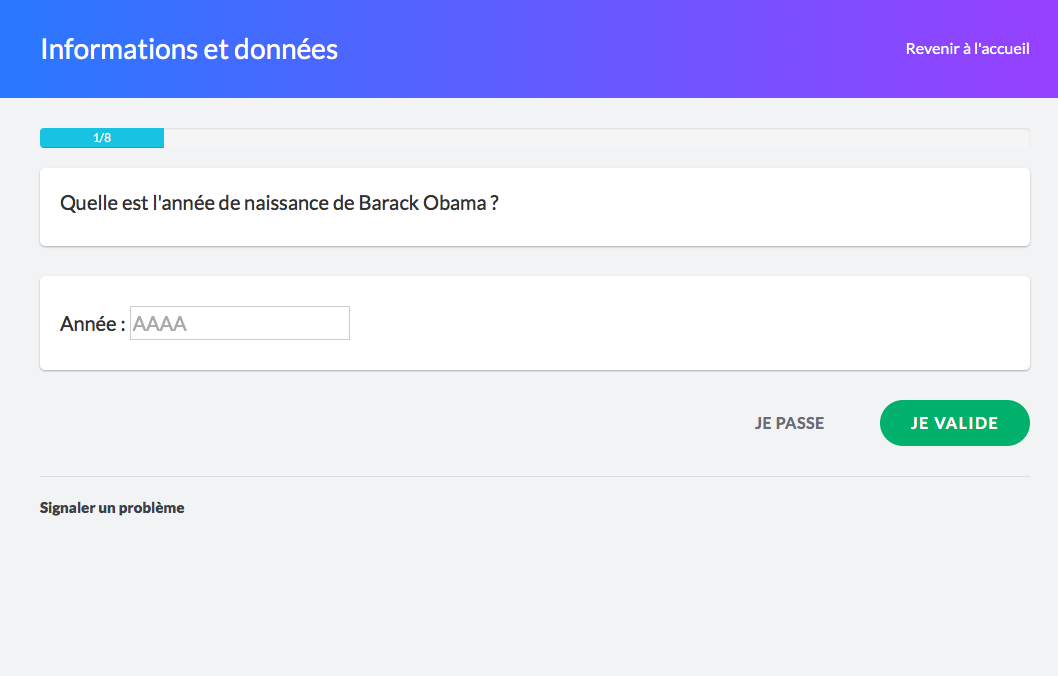 Informations et données
Revenir à l'accueil
1/8
Quelle est l'année de naissance de Barack Obama ?
Année : AAAA
JE PASSE
JE VALIDE
Signaler un problème